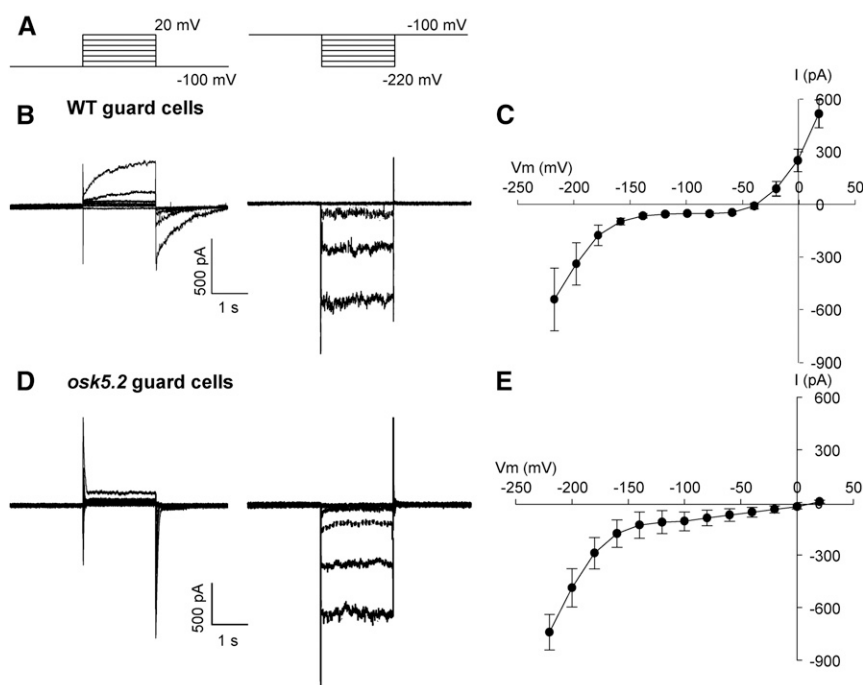 A
20 mV
-100 mV
-100 mV
-220 mV
B WT guard cells
500 pA
1 s
C
I (pA)
Vm (mV)
600
300
0
-300
-600
-900
-250 -200 -150 -100 -50 0 50
D osk5.2 guard cells
500 pA
1 s
E
I (pA)
Vm (mV)
600
300
0
-300
-600
-900
-250 -200 -150 -100 -50 0 50